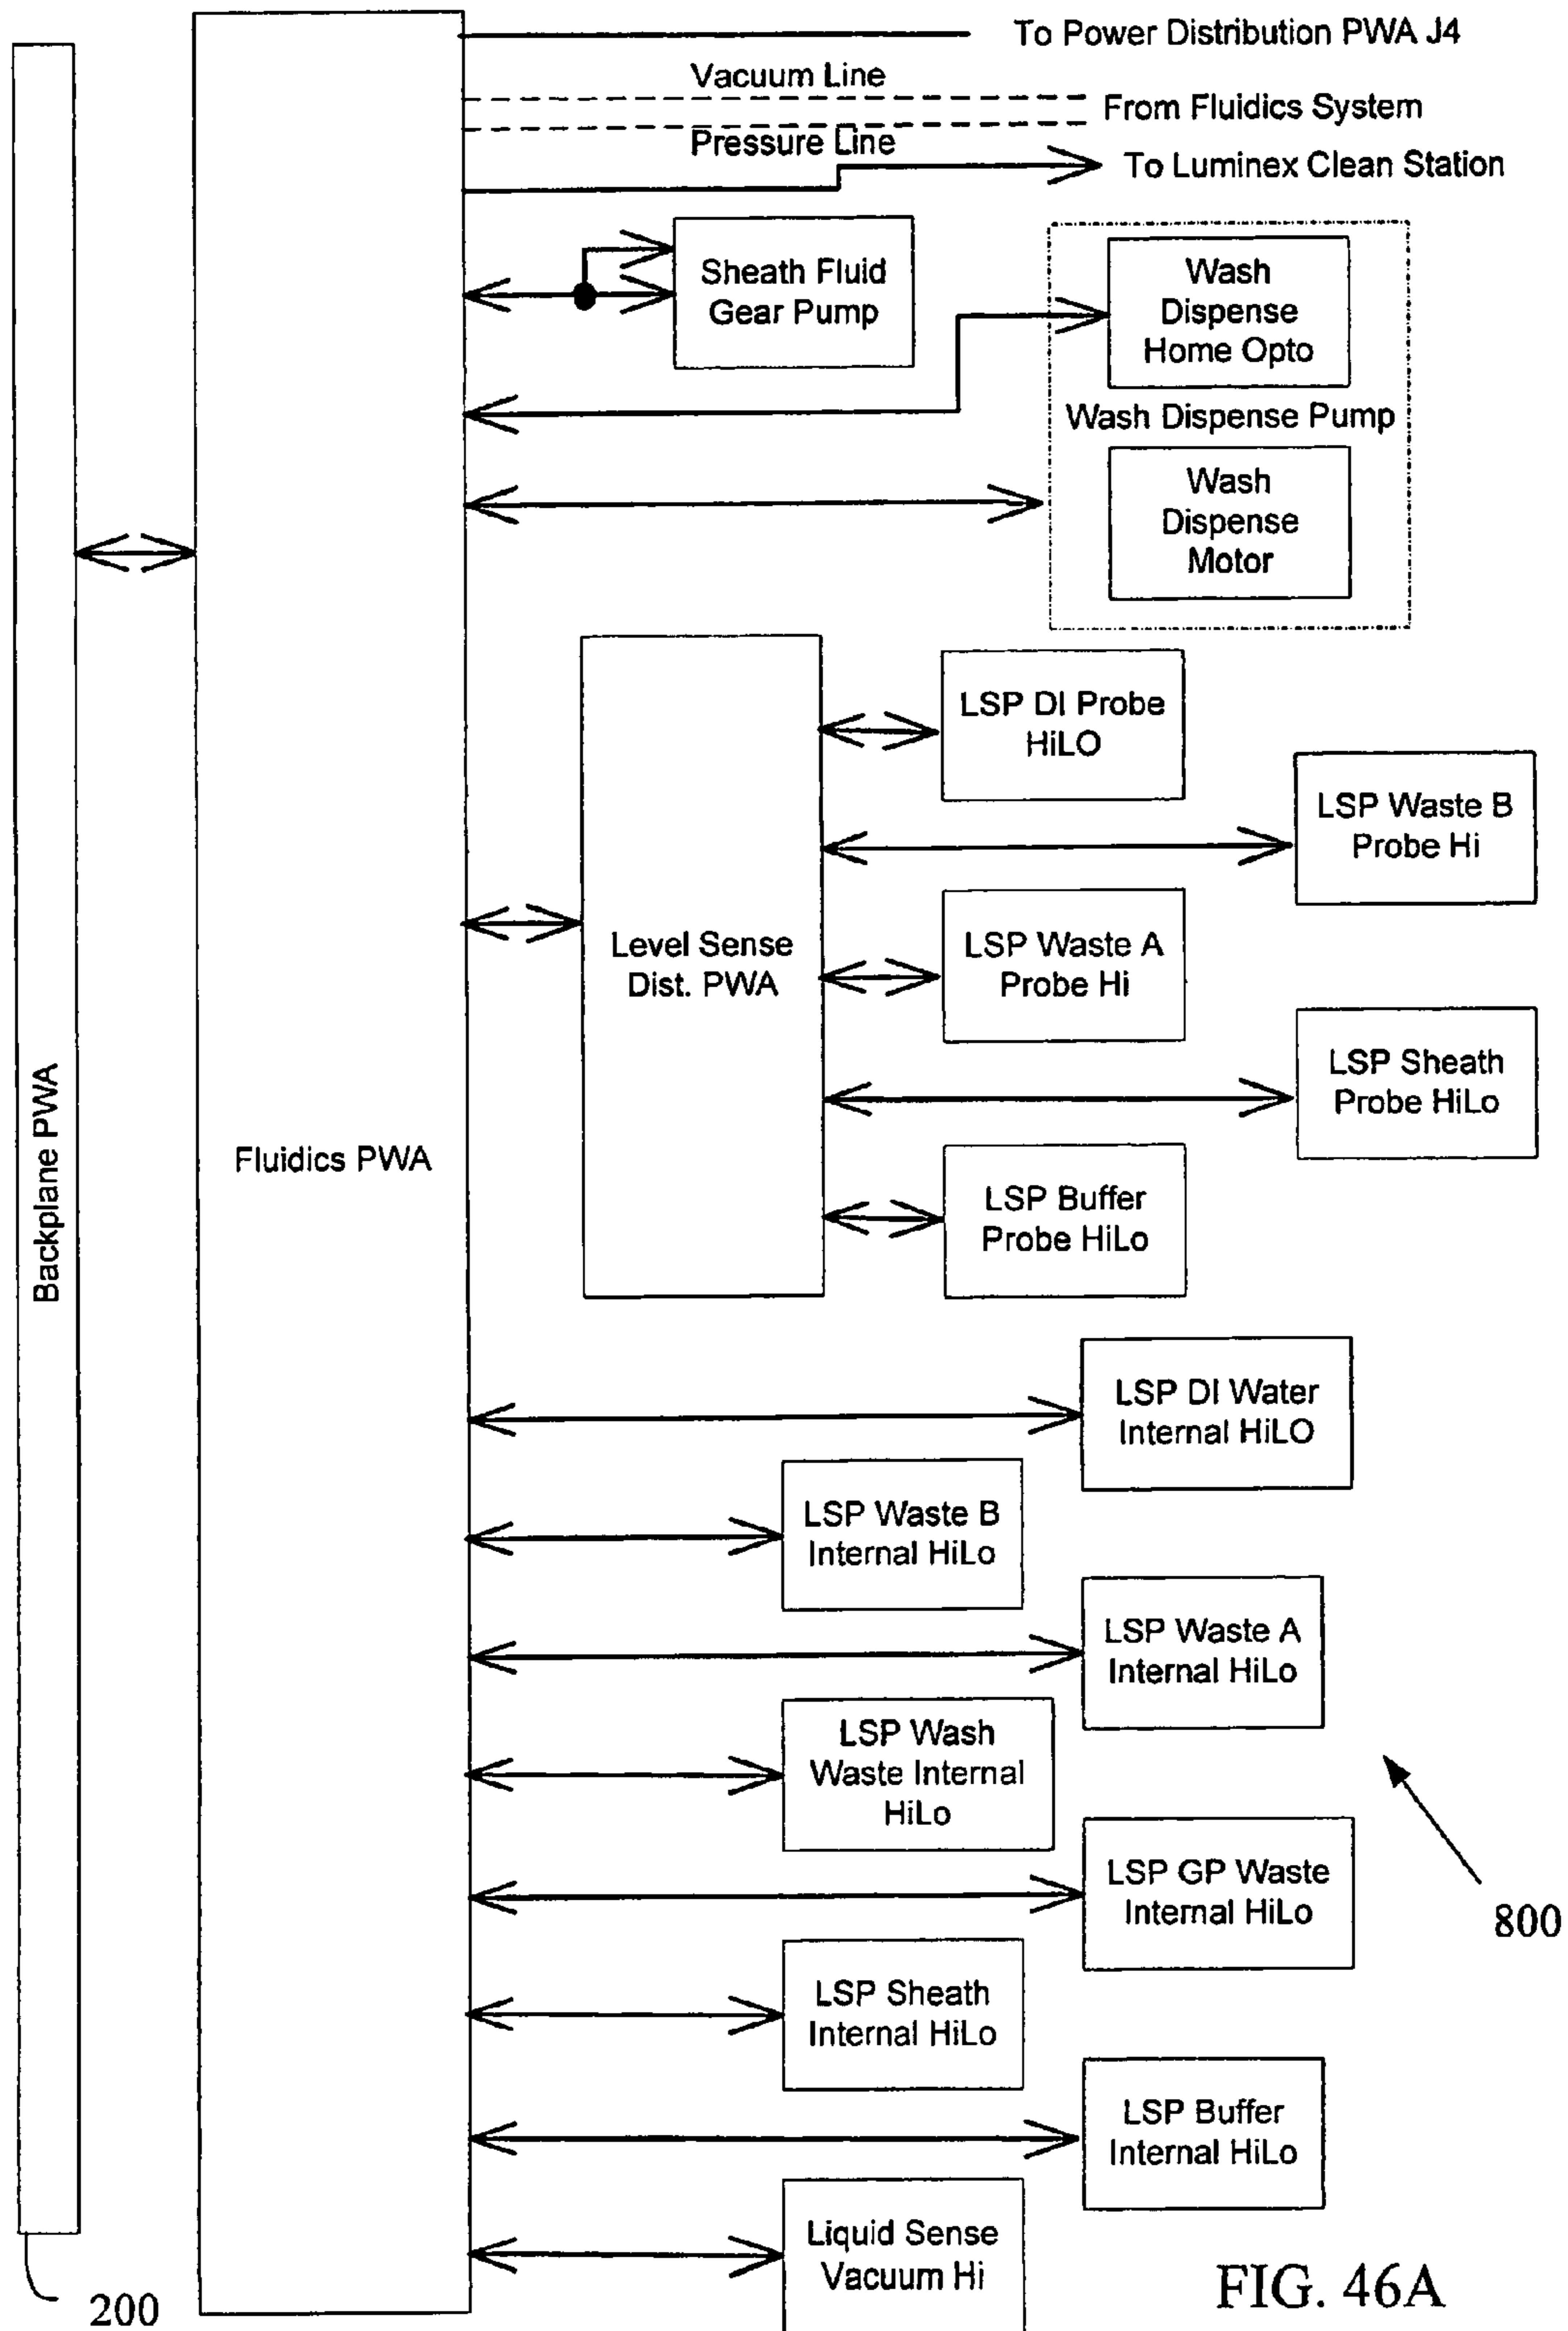 To Power Distribution PWA J4
Vacuum Line
From Fluidics System
Pressure Line
To Luminex Clean Station
Sheath Fluid
Gear Pump
Wash
Dispense
Home Opto
Wash Dispense Pump
Wash
Dispense
Motor
LSP DI Probe
HiLO
LSP Waste B
Probe Hi
Level Sense
Dist. PWA
LSP Waste A
Probe Hi
LSP Sheath
Probe HiLo
Backplane PWA
Fluidics PWA
LSP Buffer
Probe HiLo
LSP DI Water
Internal HiLO
LSP Waste B
Internal HiLo
LSP Waste A
Internal HiLo
LSP Wash
Waste Internal
HiLo
LSP GP Waste
Internal HiLo
800
LSP Sheath
Internal HiLo
LSP Buffer
Internal HiLo
Liquid Sense
Vacuum Hi
200
FIG. 46A